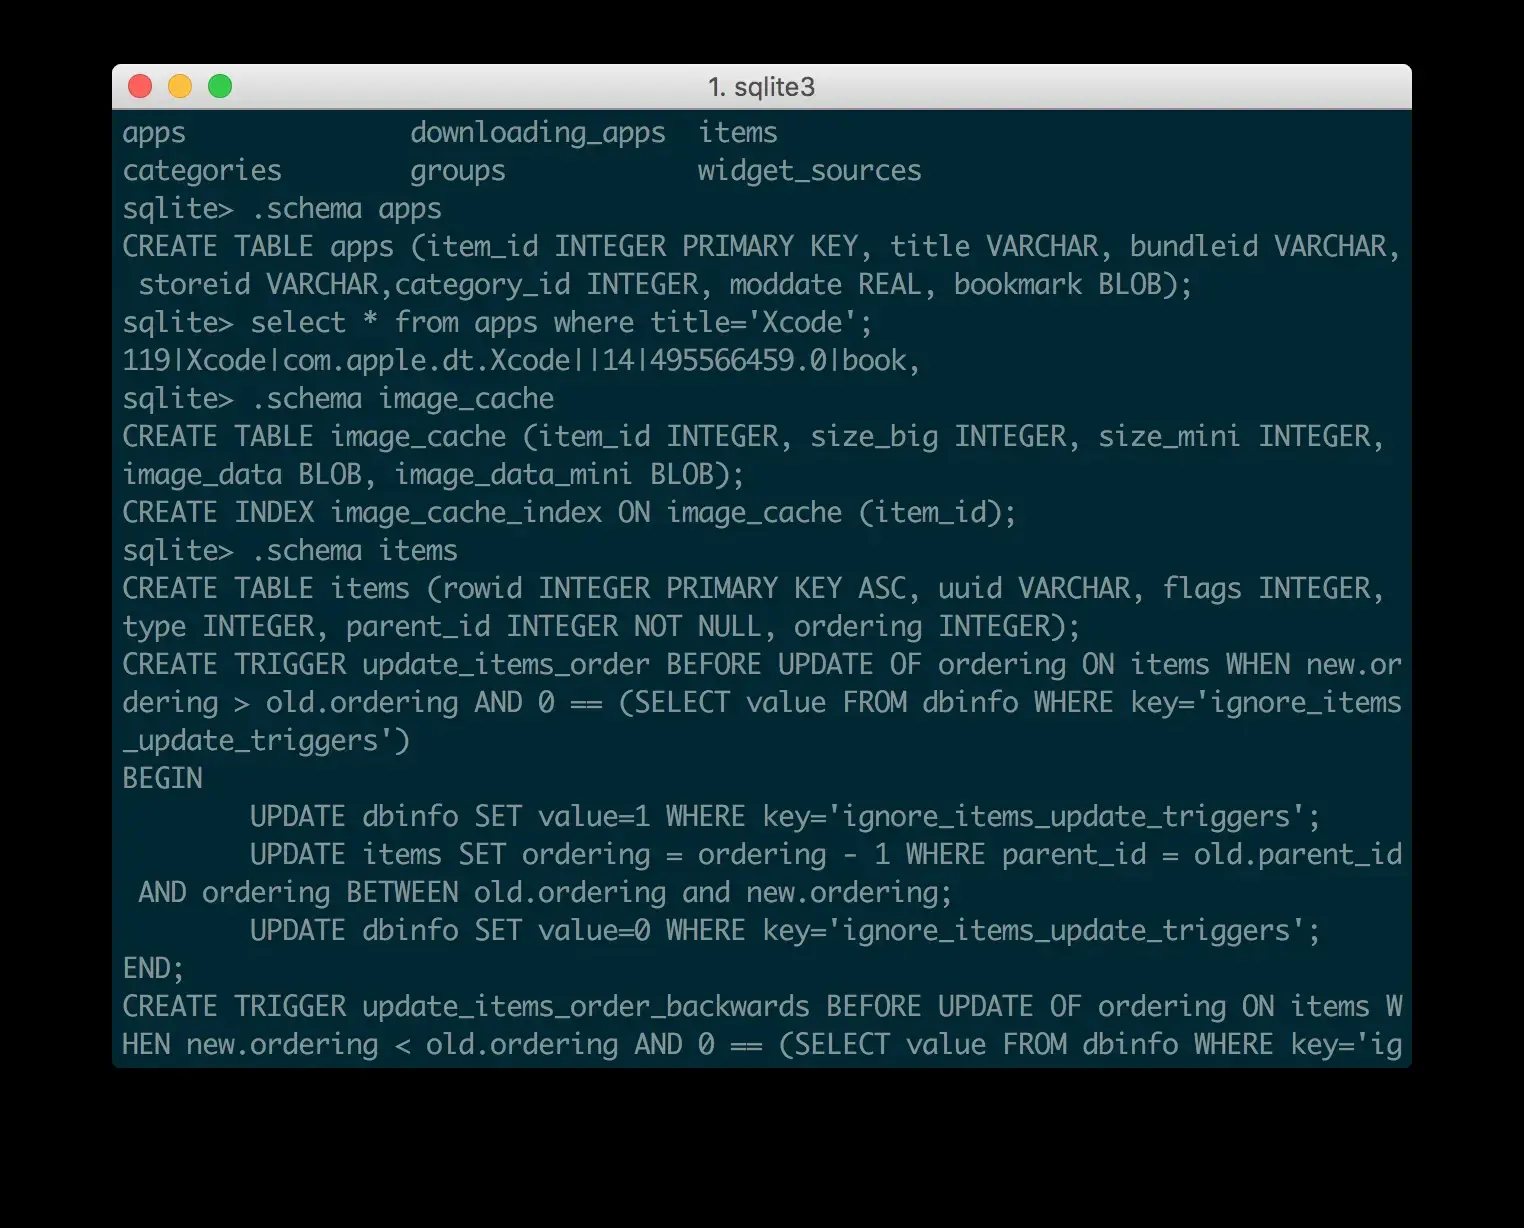 1. sqlite3
apps              downloading_apps  items
categories        groups            widget_sources
sqlite> .schema apps
CREATE TABLE apps (item_id INTEGER PRIMARY KEY, title VARCHAR, bundleid VARCHAR,
 storeid VARCHAR,category_id INTEGER, moddate REAL, bookmark BLOB);
sqlite> select * from apps where title='Xcode';
119|Xcode|com.apple.dt.Xcode||14|495566459.0|book,
sqlite> .schema image_cache
CREATE TABLE image_cache (item_id INTEGER, size_big INTEGER, size_mini INTEGER,
image_data BLOB, image_data_mini BLOB);
CREATE INDEX image_cache_index ON image_cache (item_id);
sqlite> .schema items
CREATE TABLE items (rowid INTEGER PRIMARY KEY ASC, uuid VARCHAR, flags INTEGER,
type INTEGER, parent_id INTEGER NOT NULL, ordering INTEGER);
CREATE TRIGGER update_items_order BEFORE UPDATE OF ordering ON items WHEN new.or
dering > old.ordering AND 0 == (SELECT value FROM dbinfo WHERE key='ignore_items
_update_triggers')
BEGIN
        UPDATE dbinfo SET value=1 WHERE key='ignore_items_update_triggers';
        UPDATE items SET ordering = ordering - 1 WHERE parent_id = old.parent_id
 AND ordering BETWEEN old.ordering and new.ordering;
        UPDATE dbinfo SET value=0 WHERE key='ignore_items_update_triggers';
END;
CREATE TRIGGER update_items_order_backwards BEFORE UPDATE OF ordering ON items W
HEN new.ordering < old.ordering AND 0 == (SELECT value FROM dbinfo WHERE key='ig